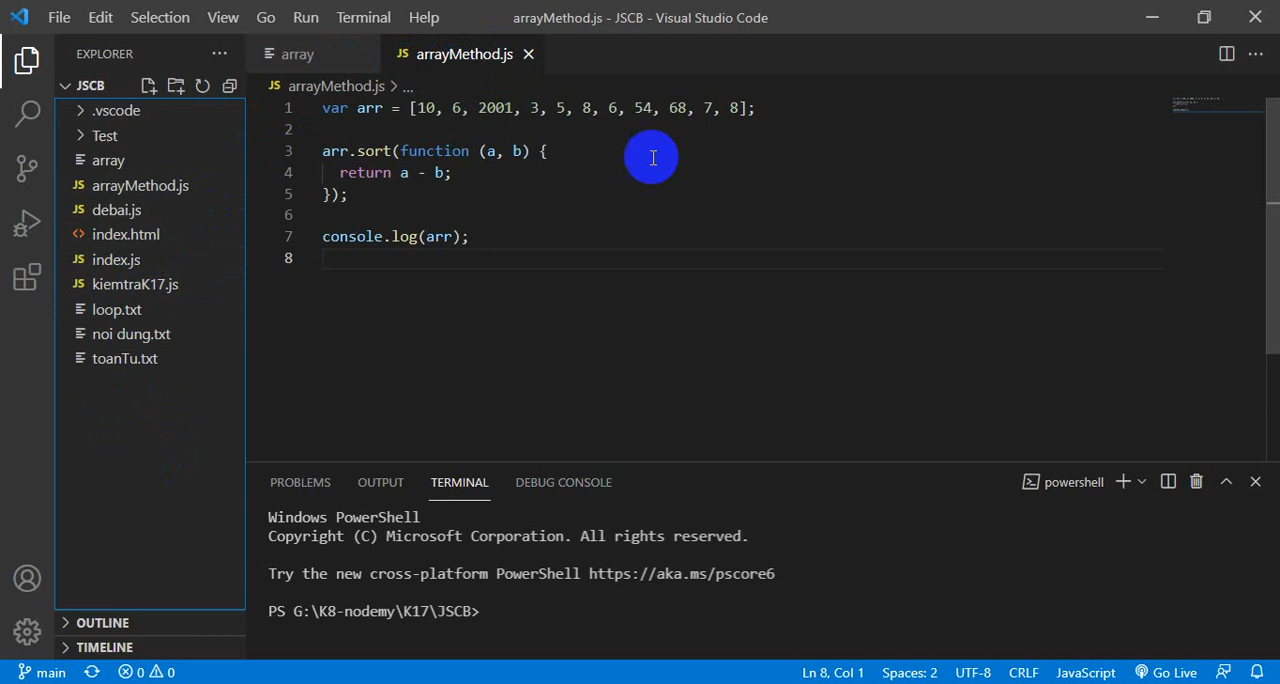 File Edit Selection View Go Run Terminal Help arrayMethod.js - JSCB - Visual Studio Code
EXPLORER
JSCB
.vscode
Test
array
JS arrayMethod.js
JS debai.js
<> index.html
JS index.js
JS kiemtraK17.js
loop.txt
noi dung.txt
toanTu.txt
OUTLINE
TIMELINE
array JS arrayMethod.js
JS arrayMethod.js > ...
1 var arr = [10, 6, 2001, 3, 5, 8, 6, 54, 68, 7, 8];
2
3 arr.sort(function (a, b) {
4 return a - b;
5 });
6
7 console.log(arr);
8
PROBLEMS OUTPUT TERMINAL DEBUG CONSOLE powershell
Windows PowerShell
Copyright (C) Microsoft Corporation. All rights reserved.
Try the new cross-platform PowerShell https://aka.ms/pscore6
PS G:\K8-nodemy\K17\JSCB>
main 0 0 Ln 8, Col 1 Spaces: 2 UTF-8 CRLF JavaScript Go Live